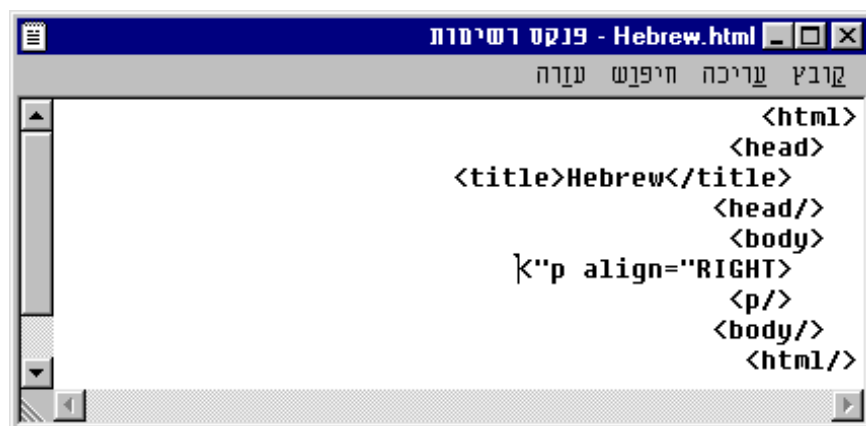 Hebrew.html - פנקס רשימות
קובץ עריכה חיפוש עזרה
<html>
<head>
<title>Hebrew</title>
<head/>
<body>
<"p align="RIGHT>
<p/>
<body/>
<html/>